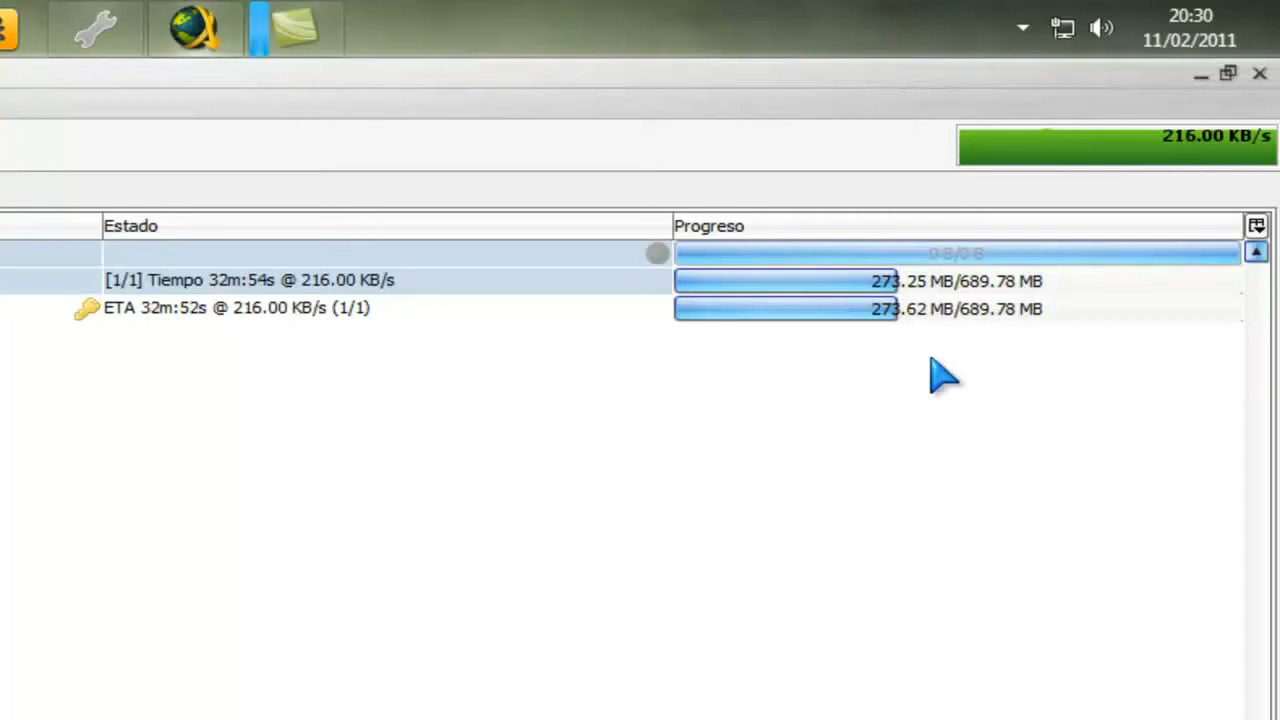 20:30
11/02/2011
216.00 KB/s
Estado
Progreso
0 B/0 B
[1/1] Tiempo 32m:54s @ 216.00 KB/s
273.25 MB/689.78 MB
ETA 32m:52s @ 216.00 KB/s (1/1)
273.62 MB/689.78 MB